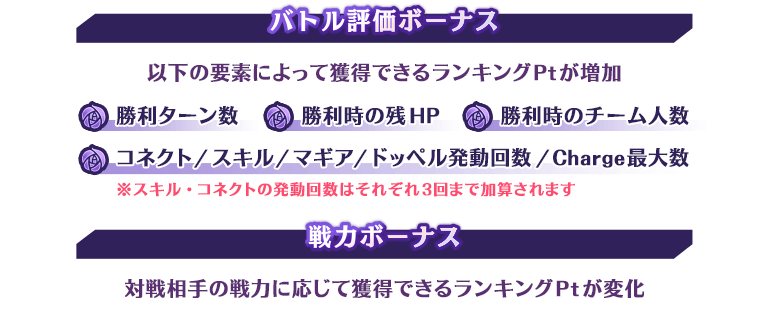 バトル評価ボーナス
以下の要素によって獲得できるランキングPtが増加
勝利ターン数 勝利時の残HP 勝利時のチーム人数
コネクト/スキル/マギア/ドッペル発動回数/Charge最大数
※スキル・コネクトの発動回数はそれぞれ3回まで加算されます
戦力ボーナス
対戦相手の戦力に応じて獲得できるランキングPtが変化